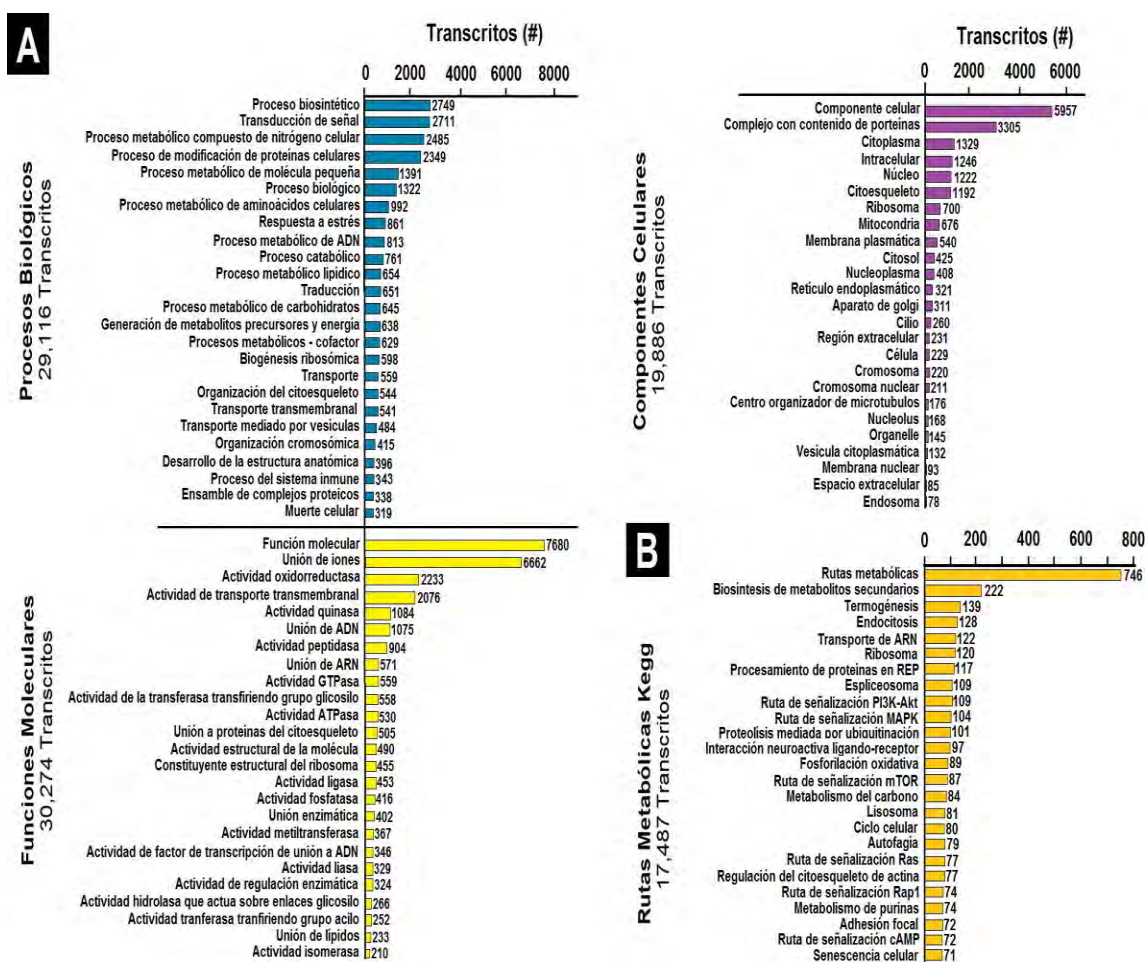 A
Transcritos (#)
0 2000 4000 6000 8000
Procesos Biológicos
29,116 Transcritos
Proceso biosintético 2749
Transducción de señal 2711
Proceso metabólico compuesto de nitrógeno celular 2485
Proceso de modificación de proteínas celulares 2349
Proceso metabólico de molécula pequeña 1391
Proceso biológico 1322
Proceso metabólico de aminoácidos celulares 992
Respuesta a estrés 861
Proceso metabólico de ADN 813
Proceso catabólico 761
Proceso metabólico lipídico 654
Traducción 651
Proceso metabólico de carbohidratos 645
Generación de metabolitos precursores y energía 638
Procesos metabólicos - cofactor 629
Biogénesis ribosómica 598
Transporte 559
Organización del citoesqueleto 544
Transporte transmembranal 541
Transporte mediado por vesículas 484
Organización cromosómica 415
Desarrollo de la estructura anatómica 396
Proceso del sistema inmune 343
Ensamble de complejos proteicos 338
Muerte celular 319
Funciones Moleculares
30,274 Transcritos
Función molecular 7680
Unión de iones 6662
Actividad oxidorreductasa 2233
Actividad de transporte transmembranal 2076
Actividad quinasa 1084
Unión de ADN 1075
Actividad peptidasa 904
Unión de ARN 571
Actividad GTPasa 559
Actividad de la transferasa transfiriendo grupo glicosilo 558
Actividad ATPasa 530
Unión a proteínas del citoesqueleto 505
Actividad estructural de la molécula 490
Constituyente estructural del ribosoma 455
Actividad ligasa 453
Actividad fosfatasa 416
Unión enzimática 402
Actividad metiltransferasa 367
Actividad de factor de transcripción de unión a ADN 346
Actividad liasa 329
Actividad de regulación enzimática 324
Actividad hidrolasa que actua sobre enlaces glicosilo 266
Actividad tranferasa tranfiriendo grupo acilo 252
Unión de lípidos 233
Actividad isomerasa 210
Transcritos (#)
0 2000 4000 6000
Componentes Celulares
19,886 Transcritos
Componente celular 5957
Complejo con contenido de porteinas 3305
Citoplasma 1329
Intracelular 1246
Núcleo 1222
Citoesqueleto 1192
Ribosoma 700
Mitocondria 676
Membrana plasmática 540
Citosol 425
Nucleoplasma 408
Retículo endoplasmático 321
Aparato de golgi 311
Cilio 260
Región extracelular 231
Célula 229
Cromosoma 220
Cromosoma nuclear 211
Centro organizador de microtubulos 176
Nucleolus 168
Organelle 145
Vesícula citoplasmática 132
Membrana nuclear 93
Espacio extracelular 85
Endosoma 78
B
0 200 400 600 800
Rutas Metabólicas Kegg
17,487 Transcritos
Rutas metabólicas 746
Biosíntesis de metabolitos secundarios 222
Termogénesis 139
Endocitosis 128
Transporte de ARN 122
Ribosoma 120
Procesamiento de proteínas en REP 117
Espliceosoma 109
Ruta de señalización PI3K-Akt 109
Ruta de señalización MAPK 104
Proteolisis mediada por ubiquitinación 101
Interacción neuroactiva ligando-receptor 97
Fosforilación oxidativa 89
Ruta de señalización mTOR 87
Metabolismo del carbono 84
Lisosoma 81
Ciclo celular 80
Autofagia 79
Ruta de señalización Ras 77
Regulación del citoesqueleto de actina 77
Ruta de señalización Rap1 74
Metabolismo de purinas 74
Adhesión focal 72
Ruta de señalización cAMP 72
Senescencia celular 71